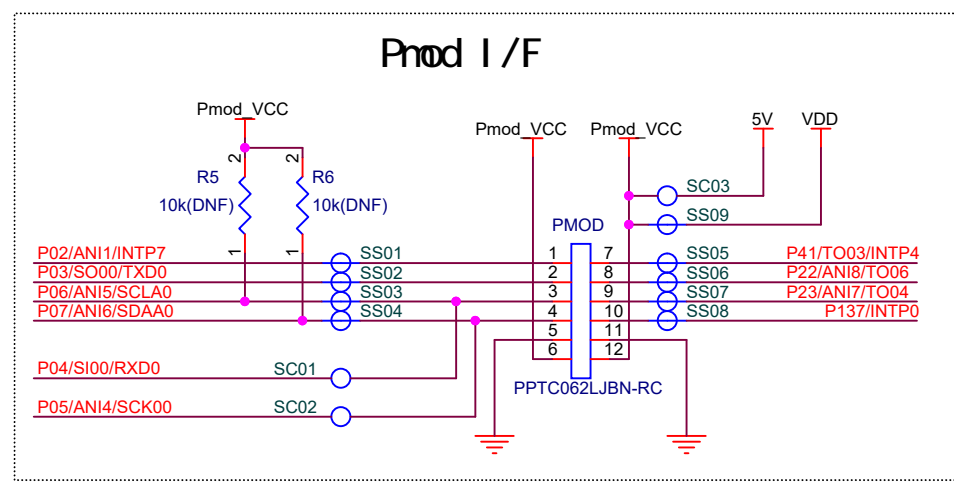 Pmod I/F
Pmod_VCC
Pmod_VCC
Pmod_VCC
5V
VDD
2
2
R5
R6
10k(DNF)
10k(DNF)
1
1
SC03
SS09
PMOD
P02/ANI1/INTP7
SS01
1
7
SS05
P41/TO03/INTP4
P03/SO00/TXD0
SS02
2
8
SS06
P22/ANI8/TO06
P06/ANI5/SCLA0
SS03
3
9
SS07
P23/ANI7/TO04
P07/ANI6/SDAA0
SS04
4
10
SS08
P137/INTP0
5
11
6
12
P04/SI00/RXD0
SC01
PPTC062LJBN-RC
P05/ANI4/SCK00
SC02